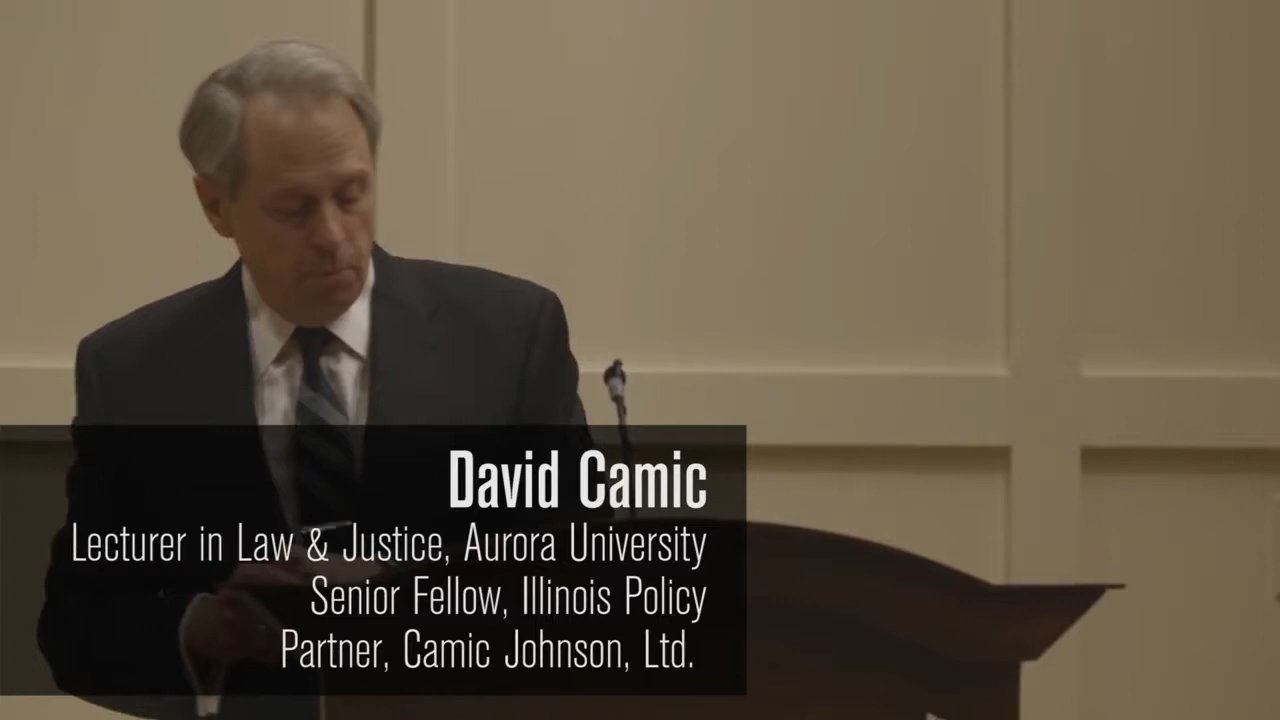 David Camic
Lecturer in Law & Justice, Aurora University
Senior Fellow, Illinois Policy
Partner, Camic Johnson, Ltd.